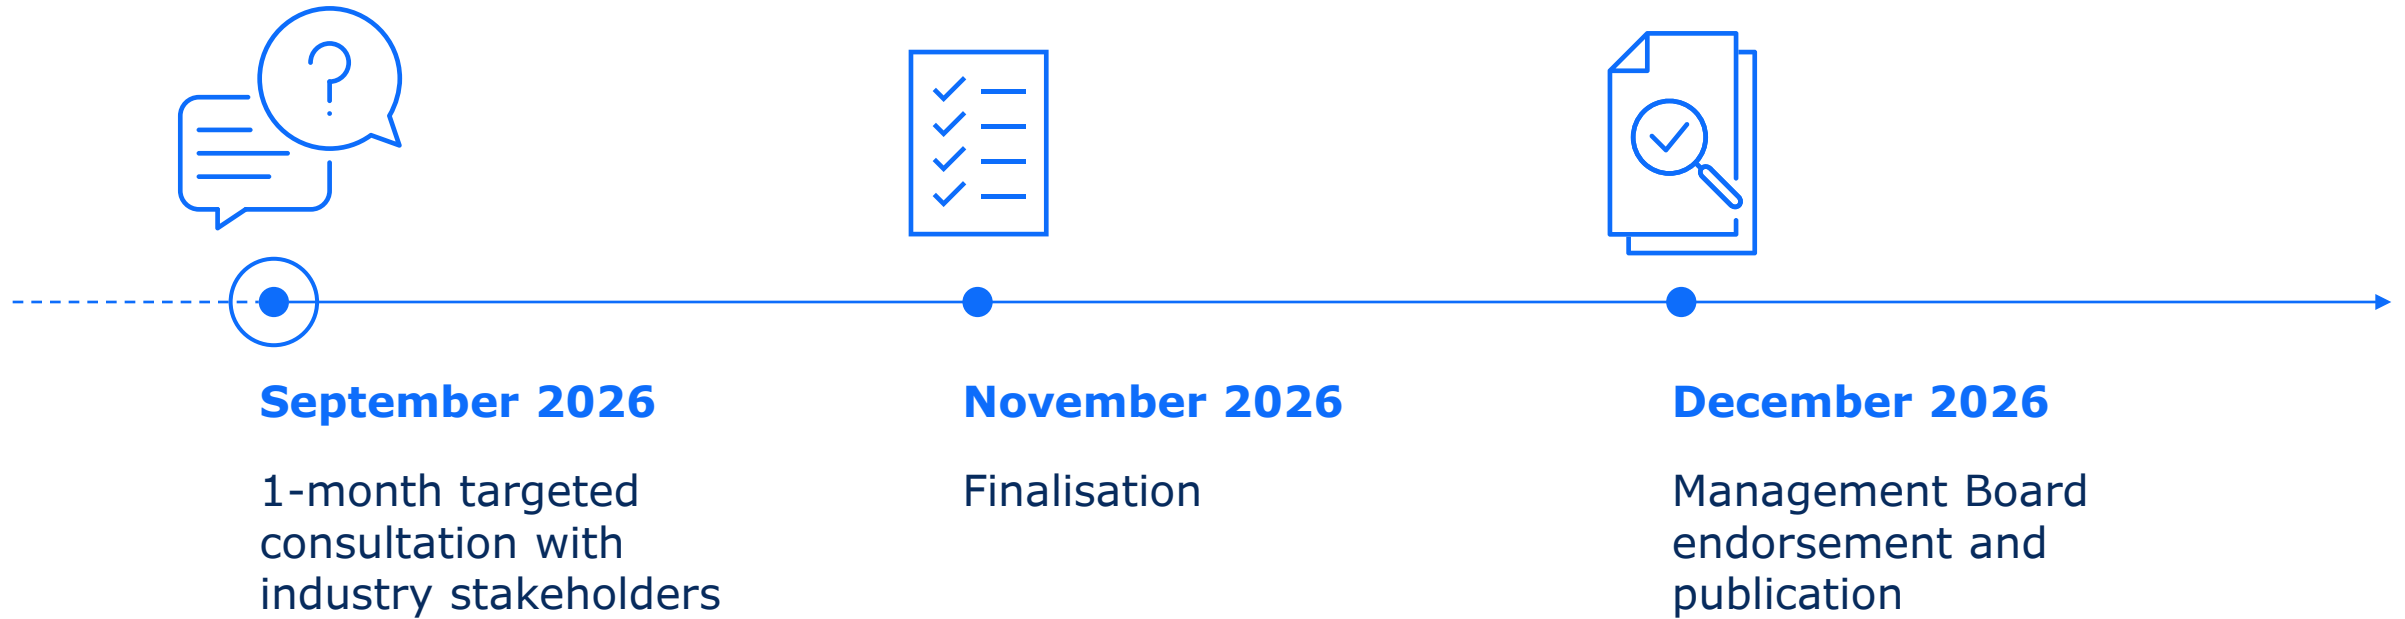 September 2026
1-month targeted
consultation with
industry stakeholders
November 2026
Finalisation
December 2026
Management Board
endorsement and
publication